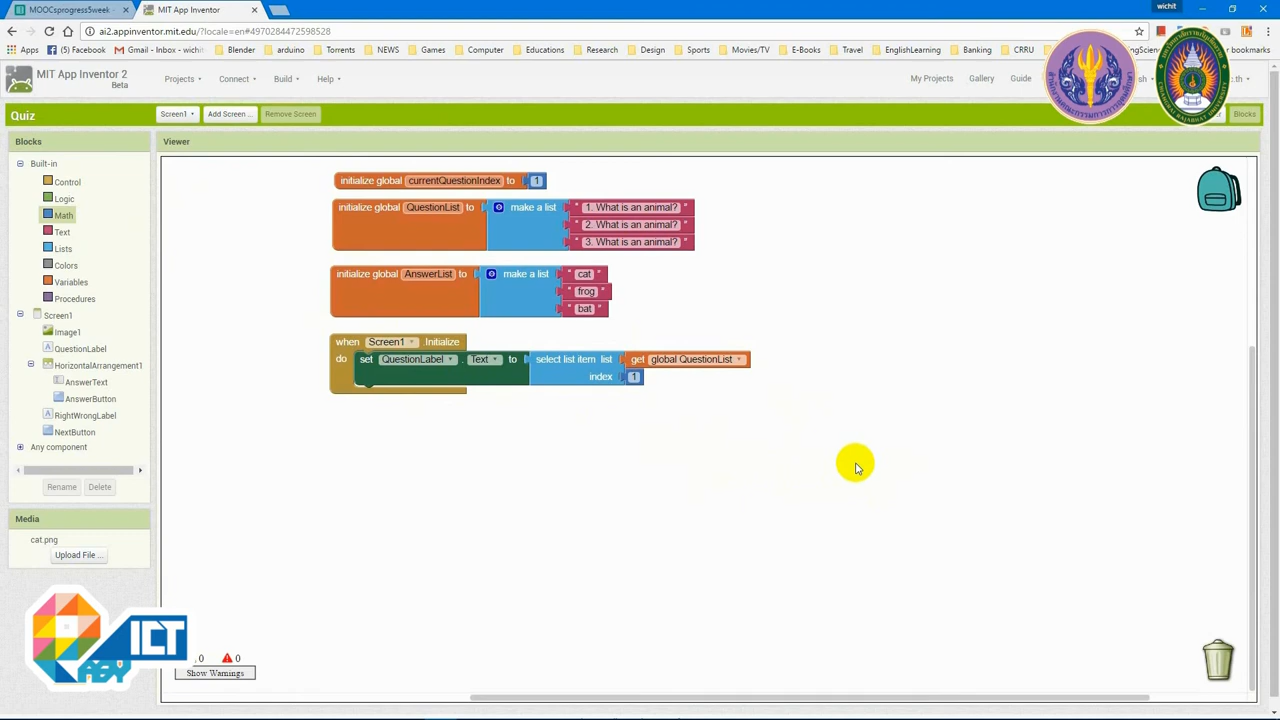 MOOCsprogress5week
MIT App Inventor
wichit
ai2.appinventor.mit.edu/?locale=en#4970284472598528
Apps (5) Facebook Gmail - Inbox - wichit Blender arduino Torrents NEWS Games Computer Educations Research Design Sports Movies/TV E-Books Travel EnglishLearning Banking CRRU bookmarks
MIT App Inventor 2
Beta
Projects Connect Build Help My Projects Gallery Guide
Quiz Screen1 Add Screen ... Remove Screen Blocks
Blocks
Viewer
Built-in
Control
Logic
Math
Text
Lists
Colors
Variables
Procedures
Screen1
Image1
QuestionLabel
HorizontalArrangement1
AnswerText
AnswerButton
RightWrongLabel
NextButton
Any component
Rename Delete
Media
cat.png
Upload File ...
initialize global currentQuestionIndex to 1
initialize global QuestionList to make a list " 1. What is an animal? "
" 2. What is an animal? "
" 3. What is an animal? "
initialize global AnswerList to make a list " cat "
" frog "
" bat "
when Screen1 .Initialize
do set QuestionLabel . Text to select list item list get global QuestionList
index 1
ICT
0 0
Show Warnings